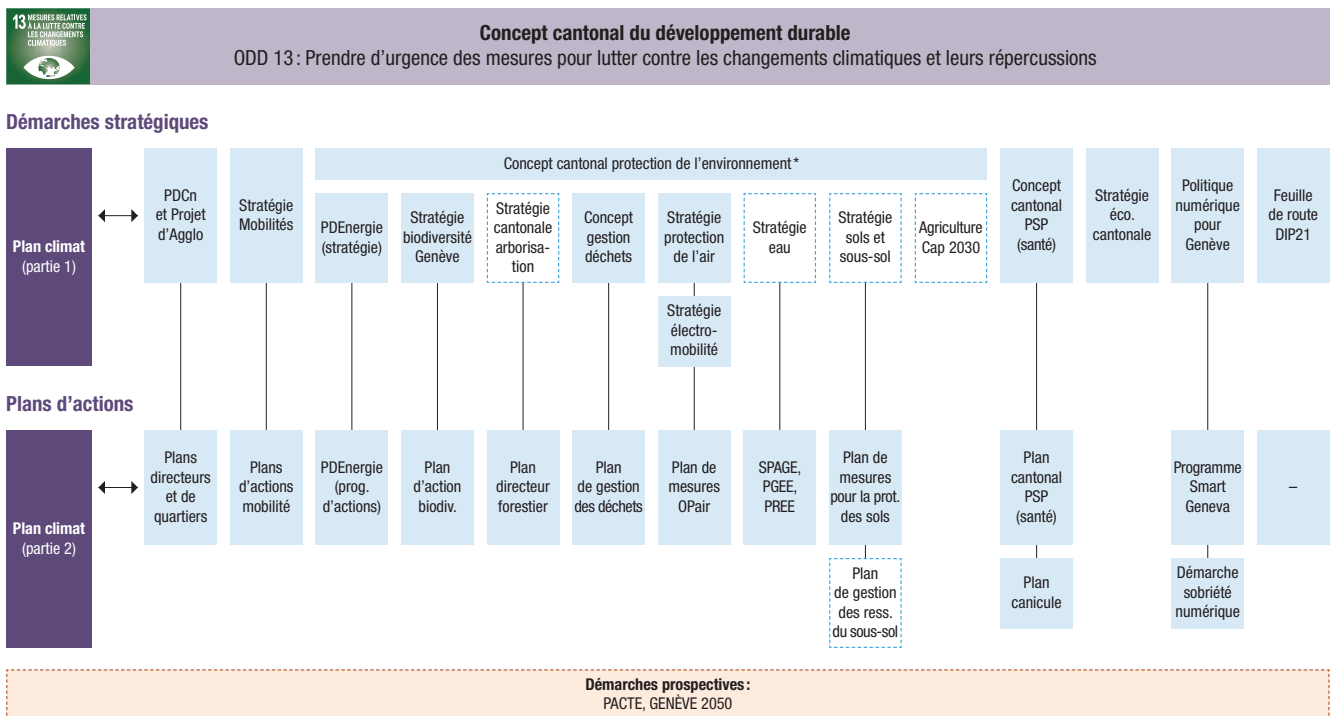 13 MESURES RELATIVES
À LA LUTTE CONTRE
LES CHANGEMENTS
CLIMATIQUES
Concept cantonal du développement durable
ODD 13 : Prendre d'urgence des mesures pour lutter contre les changements climatiques et leurs répercussions
Démarches stratégiques
Plan climat
(partie 1)
PDCn
et Projet
d'Agglo
Stratégie
Mobilités
Concept cantonal protection de l'environnement *
PDEnergie
(stratégie)
Stratégie
biodiversité
Genève
Stratégie
cantonale
arborisa-
tion
Concept
gestion
déchets
Stratégie
protection
de l'air
Stratégie
électro-
mobilité
Stratégie
eau
Stratégie
sols et
sous-sol
Agriculture
Cap 2030
Concept
cantonal
PSP
(santé)
Stratégie
éco.
cantonale
Politique
numérique
pour
Genève
Feuille
de route
DIP21
Plans d'actions
Plan climat
(partie 2)
Plans
directeurs
et de
quartiers
Plans
d'actions
mobilité
PDEnergie
(prog.
d'actions)
Plan
d'action
biodiv.
Plan
directeur
forestier
Plan
de gestion
des déchets
Plan de
mesures
OPair
SPAGE,
PGEE,
PREE
Plan de
mesures
pour la prot.
des sols
Plan
de gestion
des ress.
du sous-sol
Plan
cantonal
PSP
(santé)
Plan
canicule
Programme
Smart
Geneva
Démarche
sobriété
numérique
–
Démarches prospectives :
PACTE, GENÈVE 2050